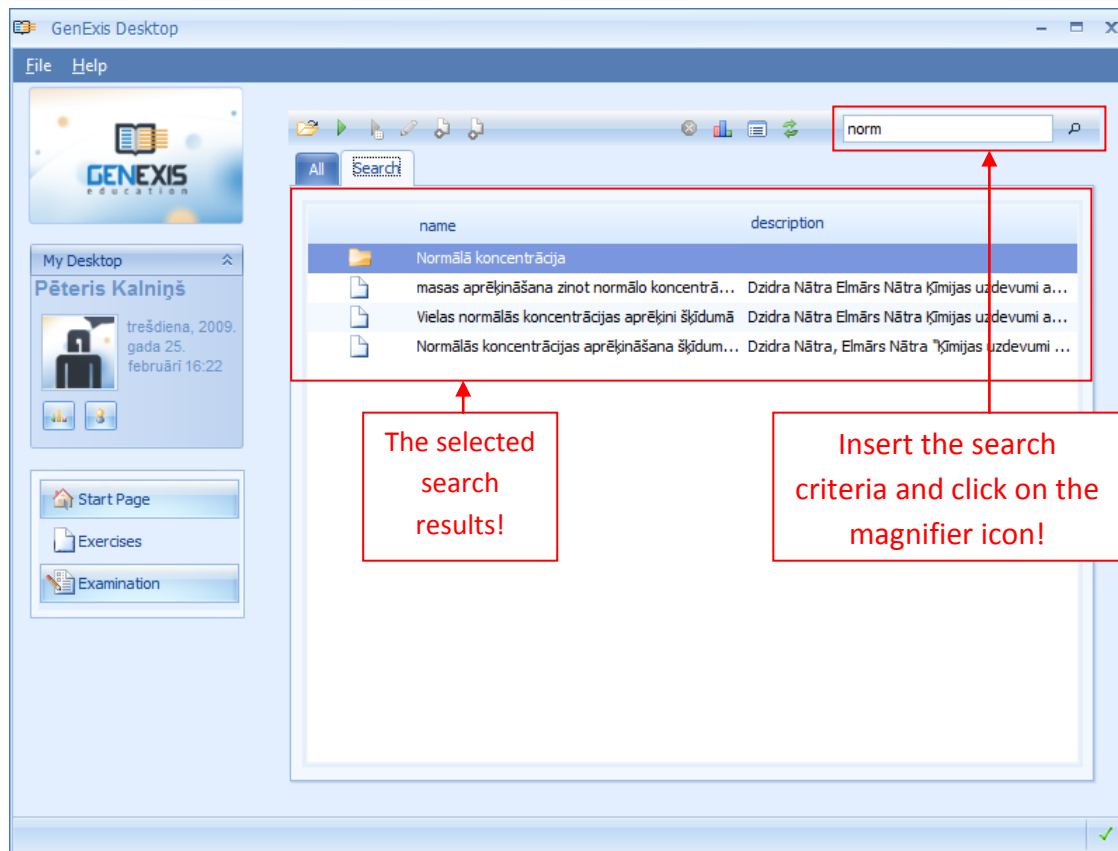 GenExis Desktop
File Help
GENEXIS
education
norm
All Search
name description
Normālā koncentrācija
masas aprēķināšana zinot normālo koncentrā... Dzidra Nātra Elmārs Nātra Ķīmijas uzdevumi a...
Vielas normālās koncentrācijas aprēķini šķīdumā Dzidra Nātra Elmārs Nātra Ķīmijas uzdevumi a...
Normālās koncentrācijas aprēķināšana šķīdum... Dzidra Nātra, Elmārs Nātra "Ķīmijas uzdevumi ...
My Desktop
Pēteris Kalniņš
trešdiena, 2009.
gada 25.
februārī 16:22
Start Page
Exercises
Examination
The selected
search
results!
Insert the search
criteria and click on the
magnifier icon!